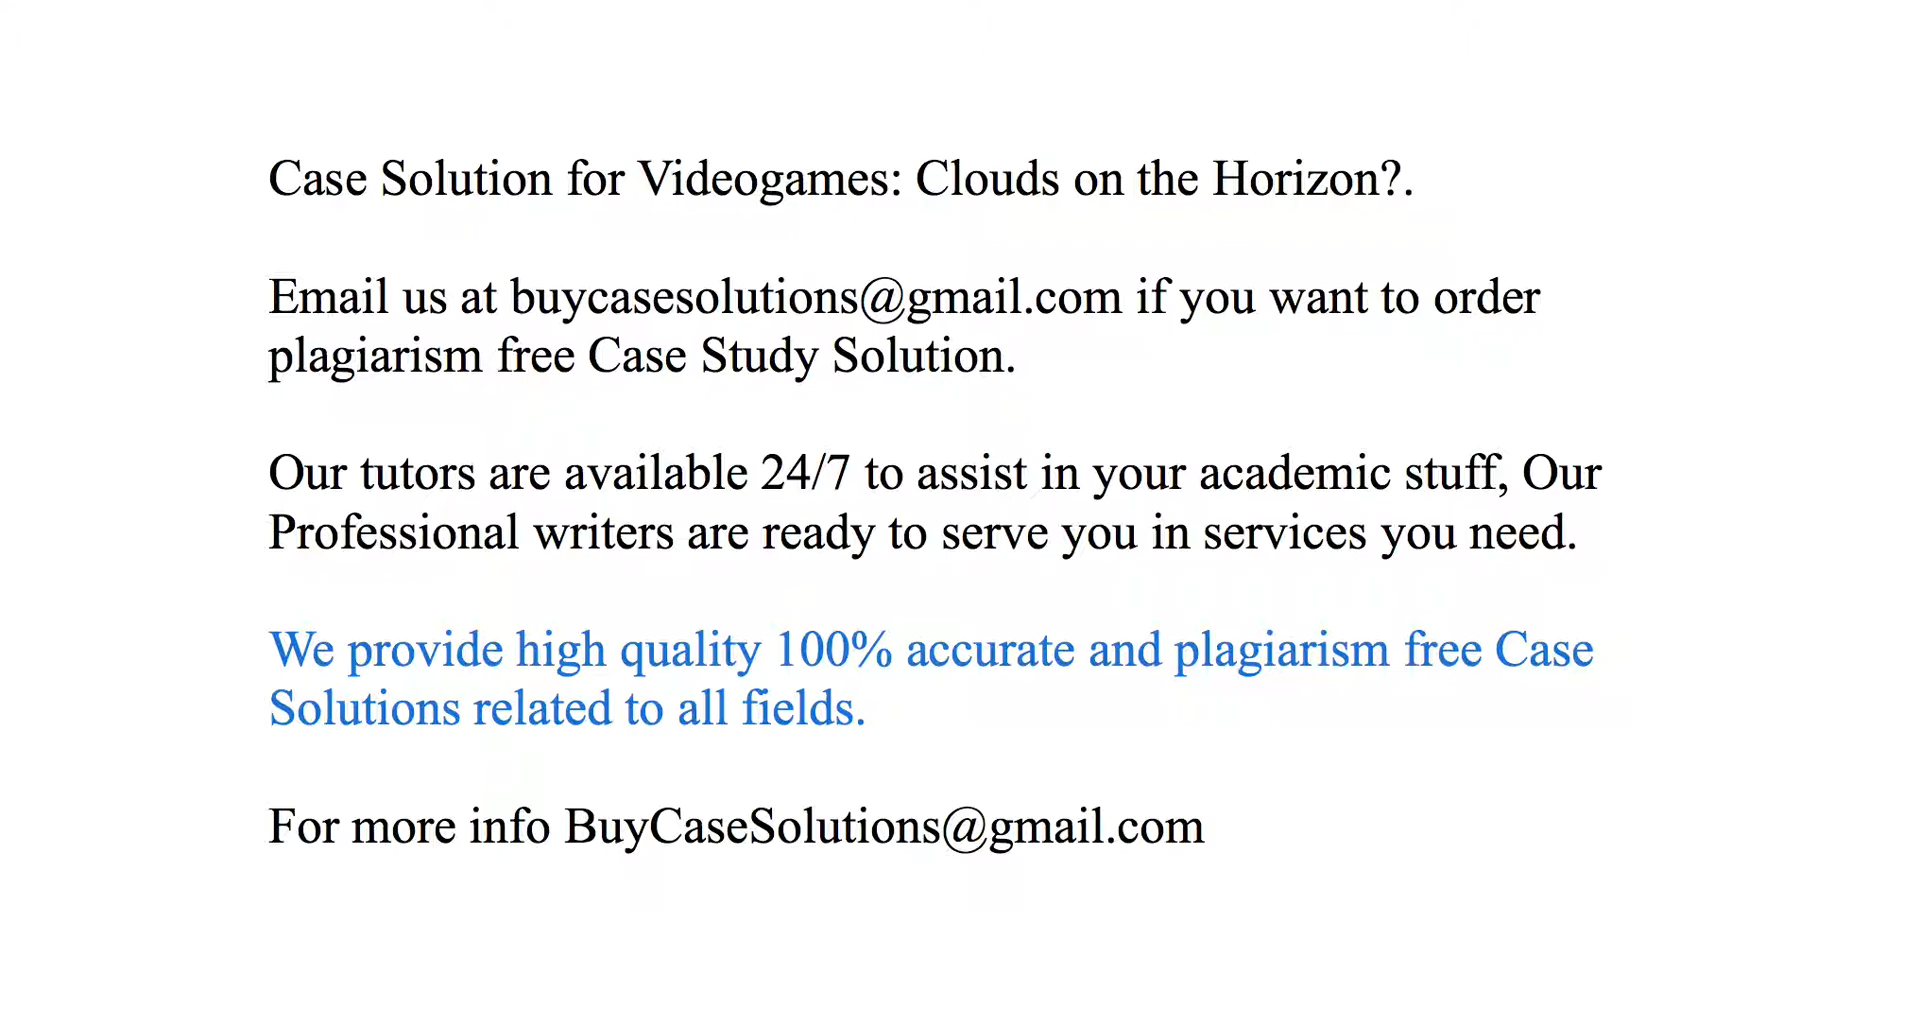 Case Solution for Videogames: Clouds on the Horizon?.
Email us at buycasesolutions@gmail.com if you want to order
plagiarism free Case Study Solution.
Our tutors are available 24/7 to assist in your academic stuff, Our
Professional writers are ready to serve you in services you need.
We provide high quality 100% accurate and plagiarism free Case
Solutions related to all fields.
For more info BuyCaseSolutions@gmail.com